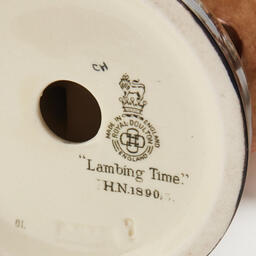 CH
MADE IN ENGLAND
ROYAL DOULTON
ENGLAND
"Lambing Time."
H.N.1890.